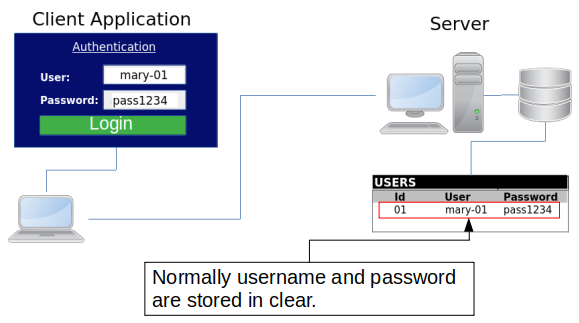 Client Application
Server
Authentication
User: mary-01
Password: pass1234
Login
USERS
Id User Password
01 mary-01 pass1234
Normally username and password
are stored in clear.